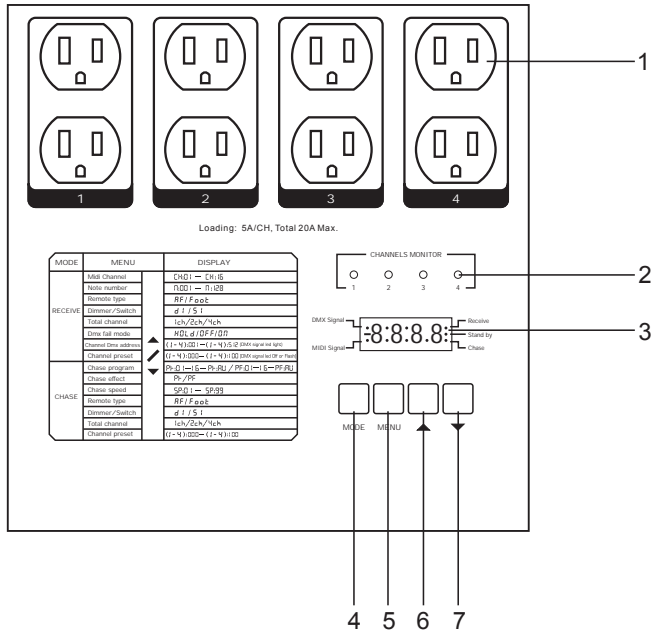 1
1 2 3 4
Loading: 5A/CH, Total 20A Max.
MODE MENU DISPLAY
RECEIVE
Midi Channel CH:01 — CH:16
Note number n:001 — n:128
Remote type RF/Foot
Dimmer/Switch d1/S1
Total channel 1ch/2ch/4ch
Dmx fail mode HOLd/OFF/On
Channel Dmx address (1-4):001—(1-4):512 (DMX signal led light)
Channel preset (1-4):000—(1-4):100 (DMX signal led Off or Flash)
CHASE
Chase program Pr:01—16—Pr:AU/PF:01—16—PF:AU
Chase effect Pr/PF
Chase speed SP:01 — SP:99
Remote type RF/Foot
Dimmer/Switch d1/S1
Total channel 1ch/2ch/4ch
Channel preset (1-4):000—(1-4):100
CHANNELS MONITOR
1 2 3 4
2
DMX Signal Receive
8.8.8.8. Stand by 3
MIDI Signal Chase
MODE MENU
4 5 6 7